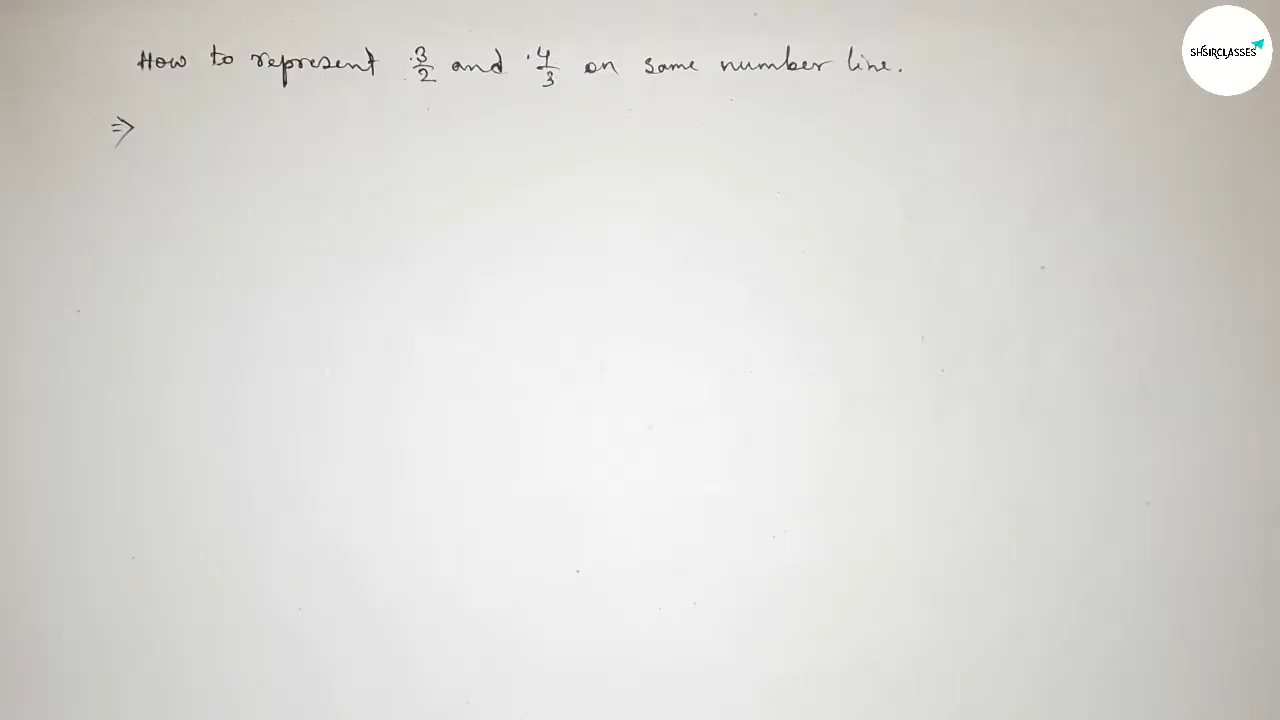 How to represent 3/2 and 4/3 on same number line.
⇒
SHSIRCLASSES